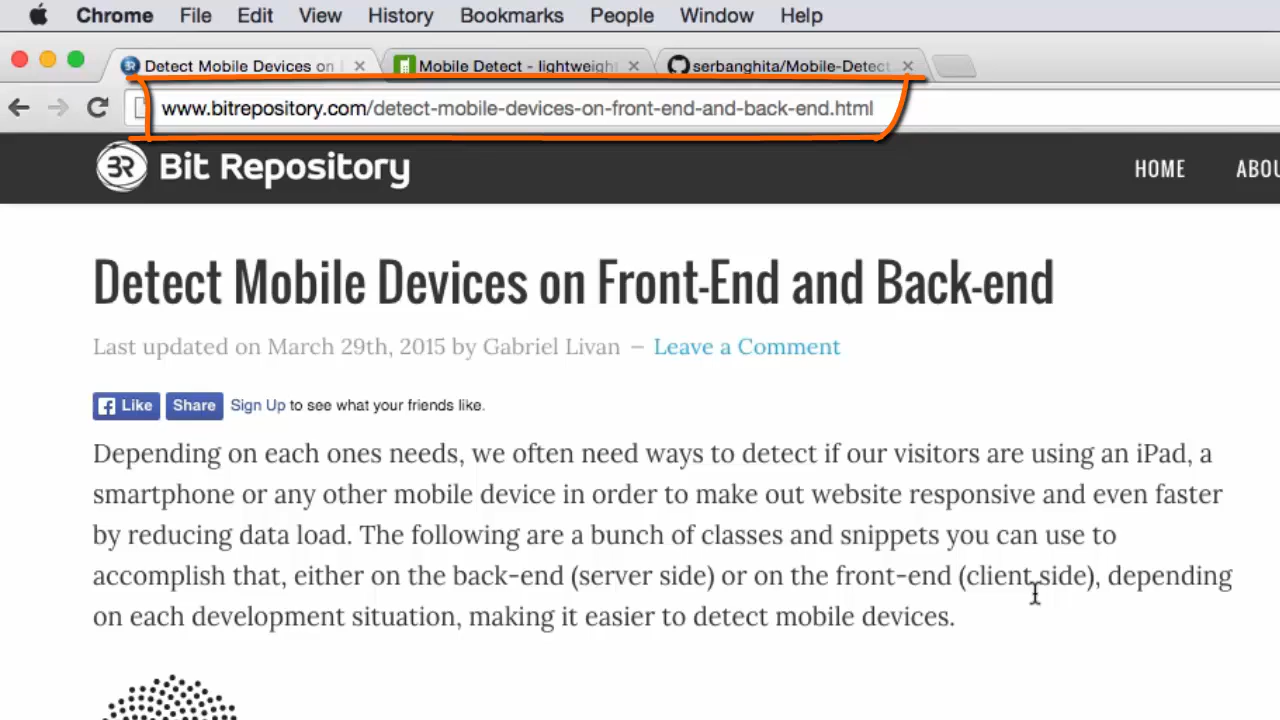 Chrome File Edit View History Bookmarks People Window Help
Detect Mobile Devices on Mobile Detect - lightweight serbanghita/Mobile-Detect
www.bitrepository.com/detect-mobile-devices-on-front-end-and-back-end.html
BR Bit Repository HOME ABOU
Detect Mobile Devices on Front-End and Back-end
Last updated on March 29th, 2015 by Gabriel Livan — Leave a Comment
Like Share Sign Up to see what your friends like.
Depending on each ones needs, we often need ways to detect if our visitors are using an iPad, a
smartphone or any other mobile device in order to make out website responsive and even faster
by reducing data load. The following are a bunch of classes and snippets you can use to
accomplish that, either on the back-end (server side) or on the front-end (client side), depending
on each development situation, making it easier to detect mobile devices.